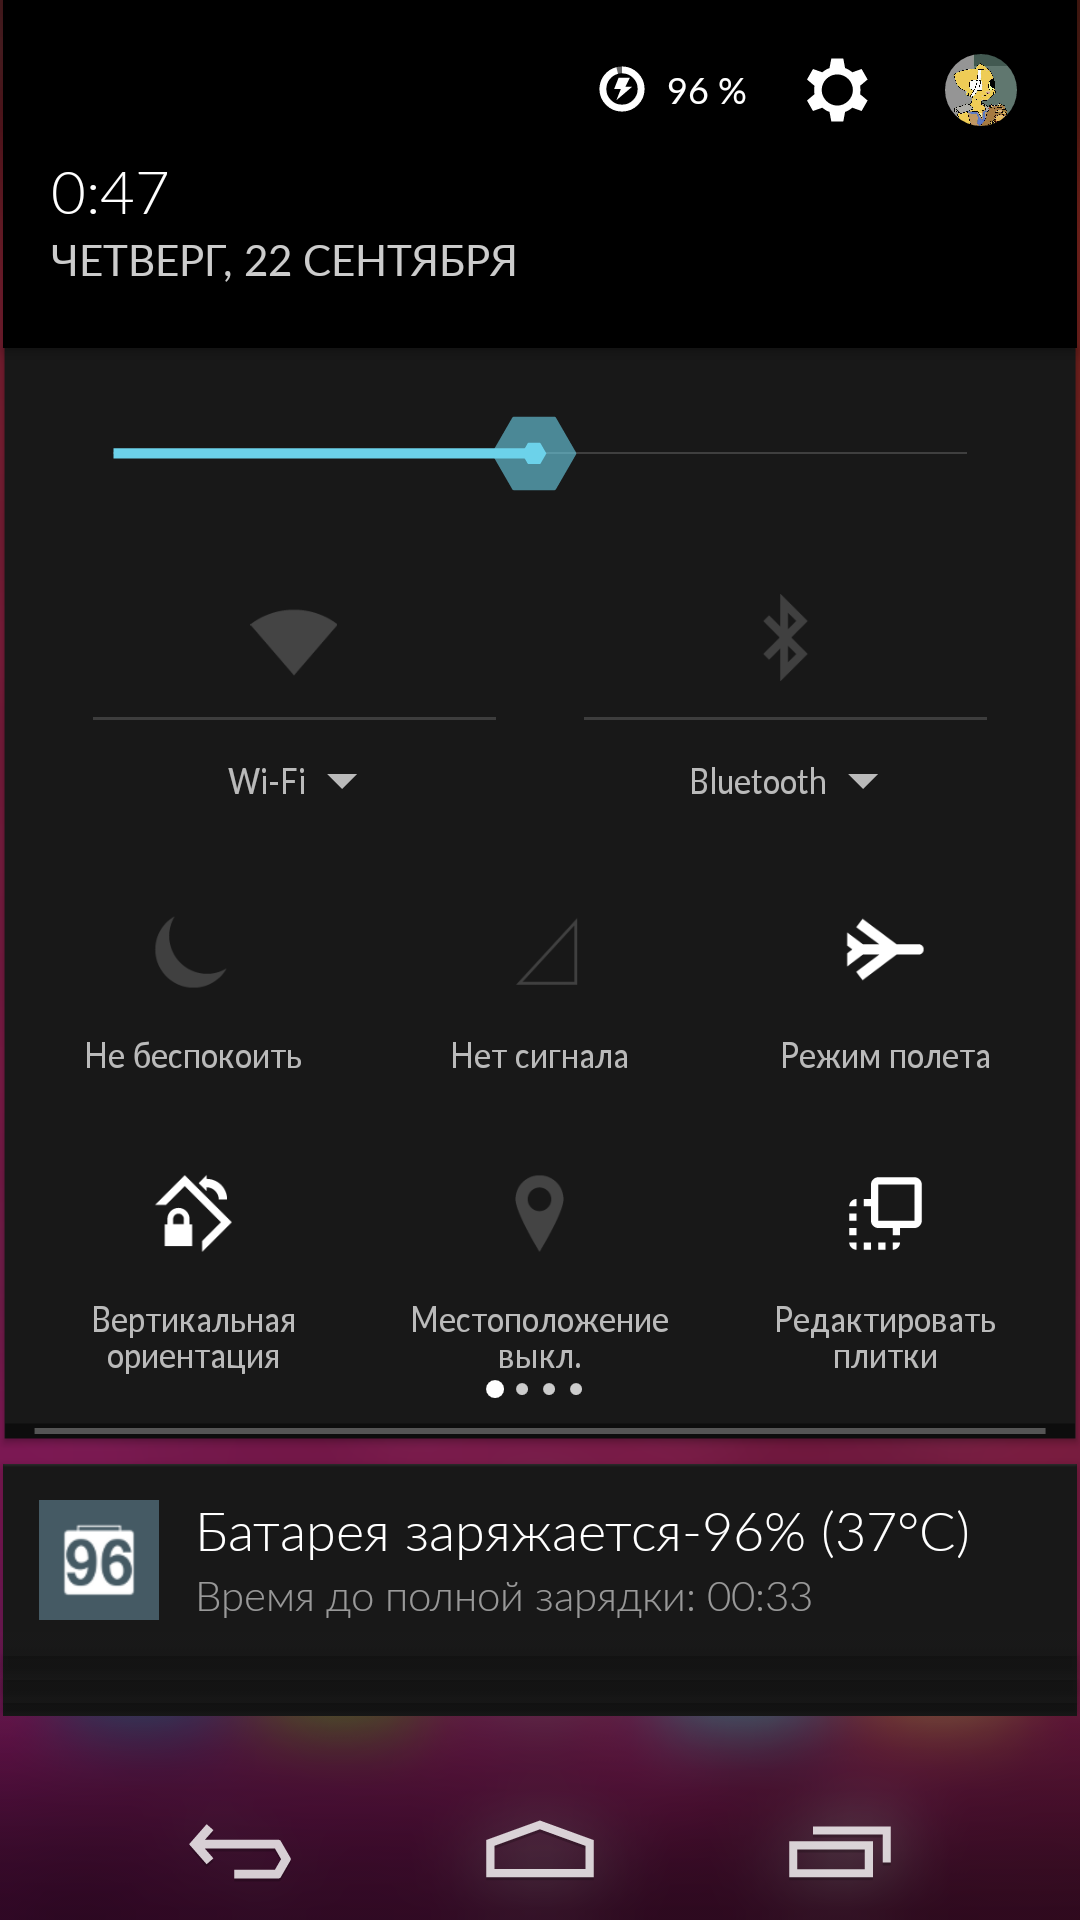 96 %
0:47
ЧЕТВЕРГ, 22 СЕНТЯБРЯ
Wi-Fi
Bluetooth
Не беспокоить
Нет сигнала
Режим полета
Вертикальная
ориентация
Местоположение
выкл.
Редактировать
плитки
96
Батарея заряжается-96% (37°C)
Время до полной зарядки: 00:33